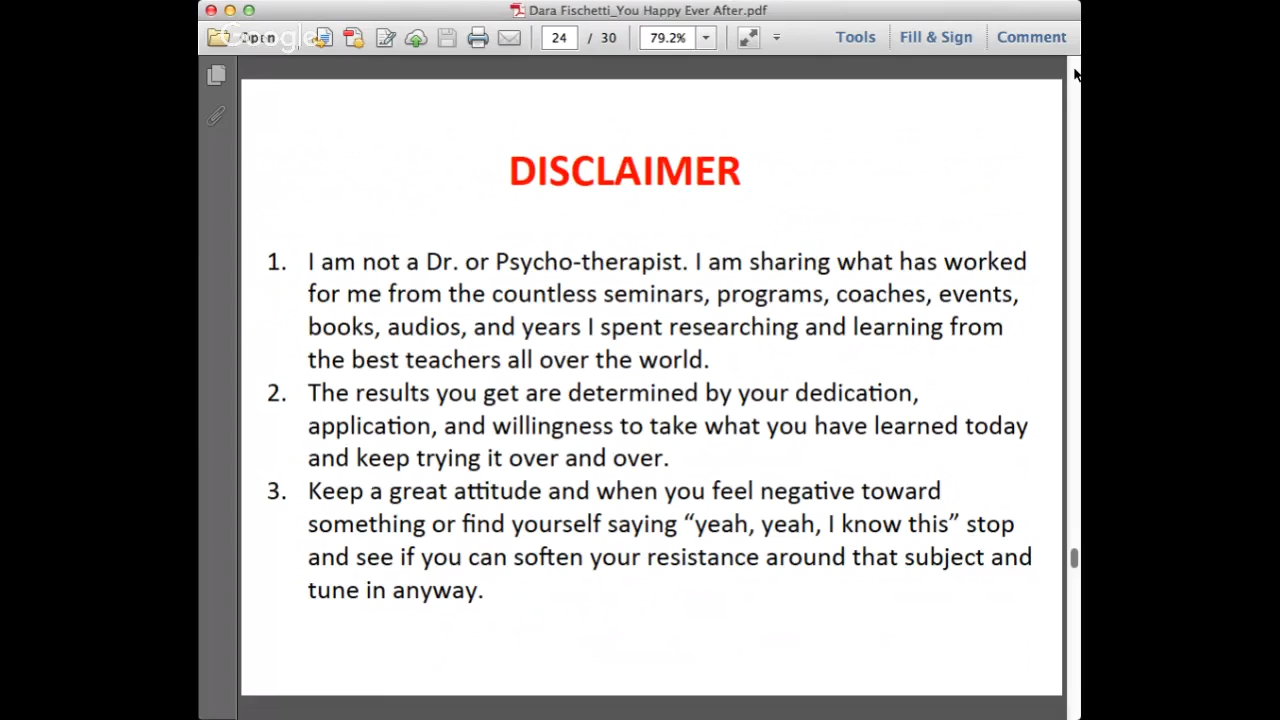 Dara Fischetti_You Happy Ever After.pdf
Google
Open 24 / 30 79.2% Tools Fill & Sign Comment
DISCLAIMER
1. I am not a Dr. or Psycho-therapist. I am sharing what has worked
for me from the countless seminars, programs, coaches, events,
books, audios, and years I spent researching and learning from
the best teachers all over the world.
2. The results you get are determined by your dedication,
application, and willingness to take what you have learned today
and keep trying it over and over.
3. Keep a great attitude and when you feel negative toward
something or find yourself saying “yeah, yeah, I know this” stop
and see if you can soften your resistance around that subject and
tune in anyway.